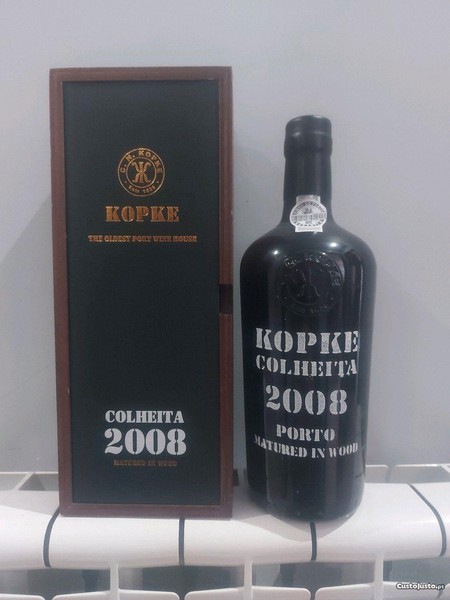 C. N. KOPKE
KOPKE
THE OLDEST PORT WINE HOUSE
COLHEITA
2008
MATURED IN WOOD
KOPKE
COLHEITA
2008
PORTO
MATURED IN WOOD
CustoJusto.pt